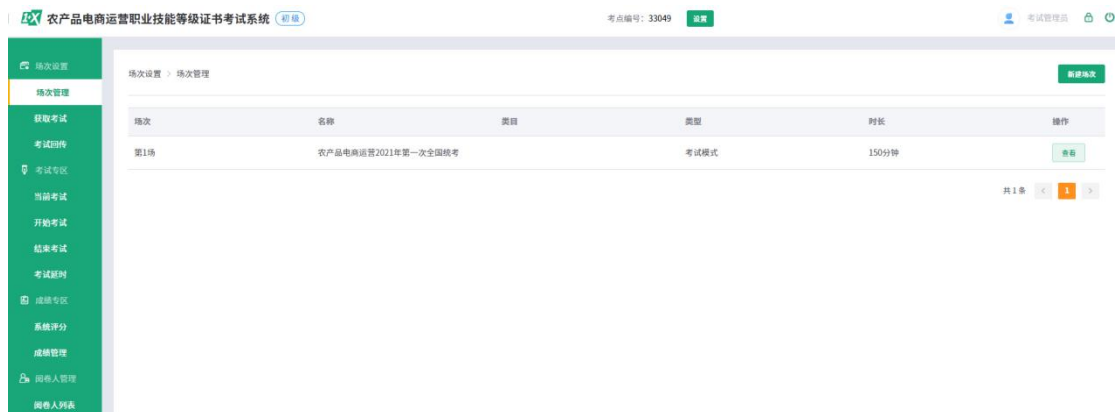 1+X 农产品电商运营职业技能等级证书考试系统 初级 考点编号：33049 设置 考试管理员
场次设置
场次管理
获取考试
考试回传
考试专区
当前考试
开始考试
结束考试
考试延时
成绩专区
系统评分
成绩管理
阅卷人管理
阅卷人列表
场次设置 > 场次管理 新建场次
场次 名称 类目 类型 时长 操作
第1场 农产品电商运营2021年第一次全国统考 考试模式 150分钟 查看
共1条 < 1 >